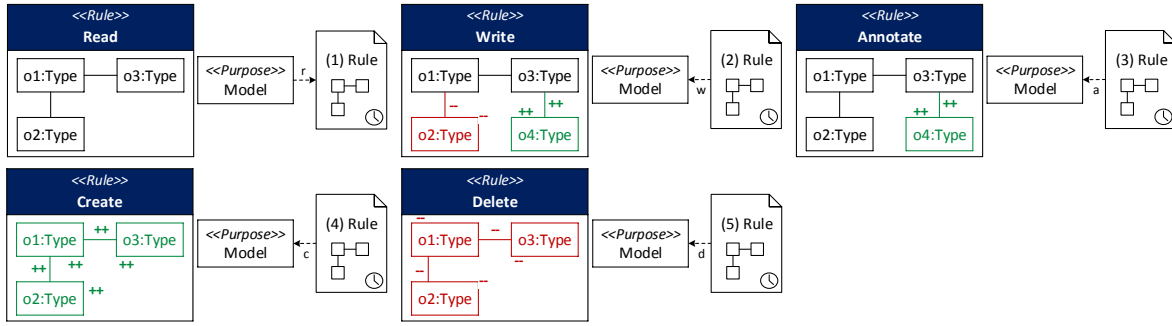 <<Rule>>
Read
o1:Type
o3:Type
o2:Type
<<Purpose>>
Model
r
(1) Rule
<<Rule>>
Write
o1:Type
o3:Type
--
++
++
--
o2:Type
o4:Type
<<Purpose>>
Model
w
(2) Rule
<<Rule>>
Annotate
o1:Type
o3:Type
++
++
o2:Type
o4:Type
<<Purpose>>
Model
a
(3) Rule
<<Rule>>
Create
++
o1:Type
o3:Type
++
++
++
o2:Type
++
<<Purpose>>
Model
c
(4) Rule
<<Rule>>
Delete
--
--
o1:Type
o3:Type
--
--
--
o2:Type
<<Purpose>>
Model
d
(5) Rule